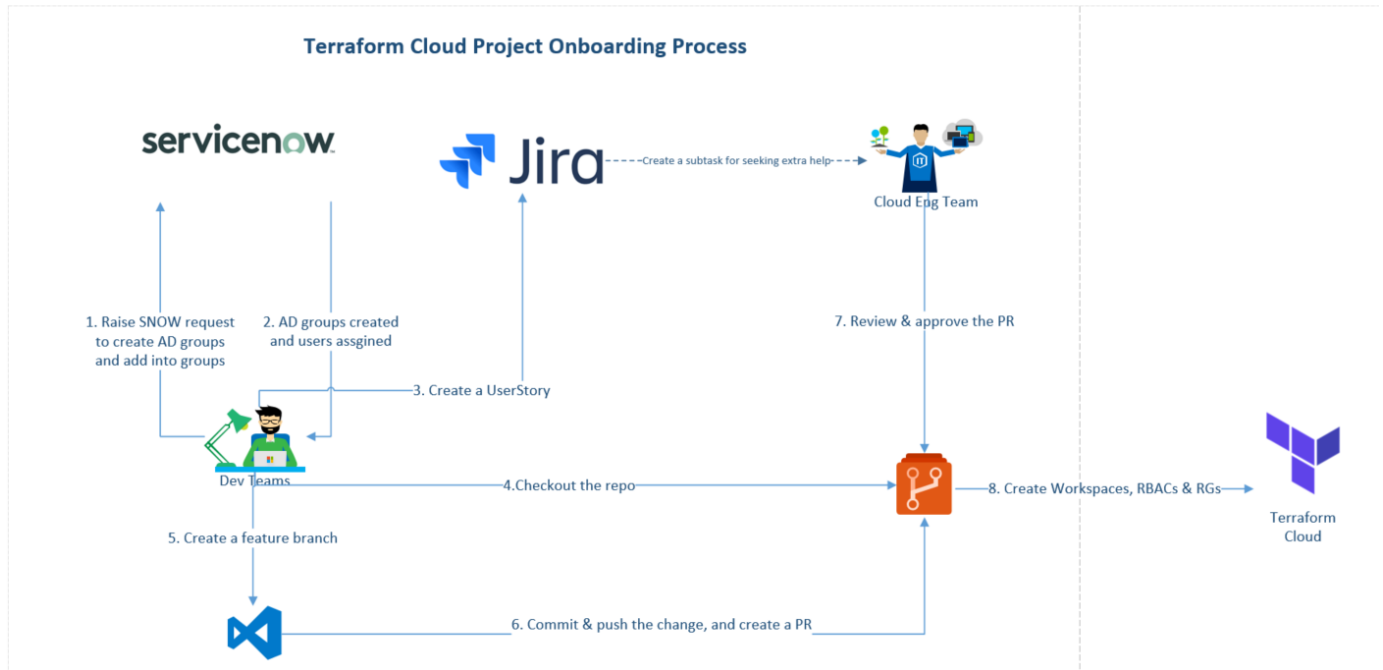 Terraform Cloud Project Onboarding Process
servicenow
Jira
Create a subtask for seeking extra help
IT
Cloud Eng Team
1. Raise SNOW request
to create AD groups
and add into groups
2. AD groups created
and users assgined
7. Review & approve the PR
3. Create a UserStory
Dev Teams
4.Checkout the repo
8. Create Workspaces, RBACs & RGs
Terraform
Cloud
5. Create a feature branch
6. Commit & push the change, and create a PR